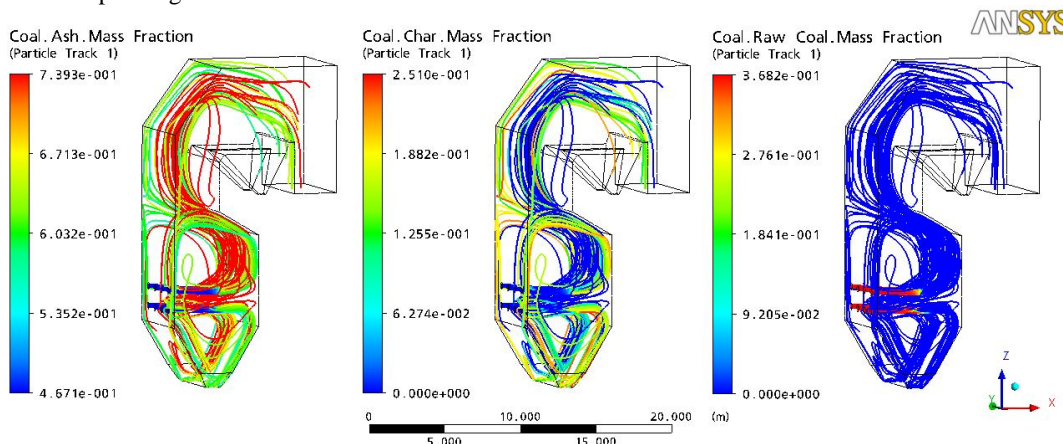 ANSYS
Coal.Ash.Mass Fraction
(Particle Track 1)
7.393e-001
6.713e-001
6.032e-001
5.352e-001
4.671e-001
Coal.Char.Mass Fraction
(Particle Track 1)
2.510e-001
1.882e-001
1.255e-001
6.274e-002
0.000e+000
Coal.Raw Coal.Mass Fraction
(Particle Track 1)
3.682e-001
2.761e-001
1.841e-001
9.205e-002
0.000e+000
0 10.000 20.000 (m)
5.000 15.000
Z
Y X